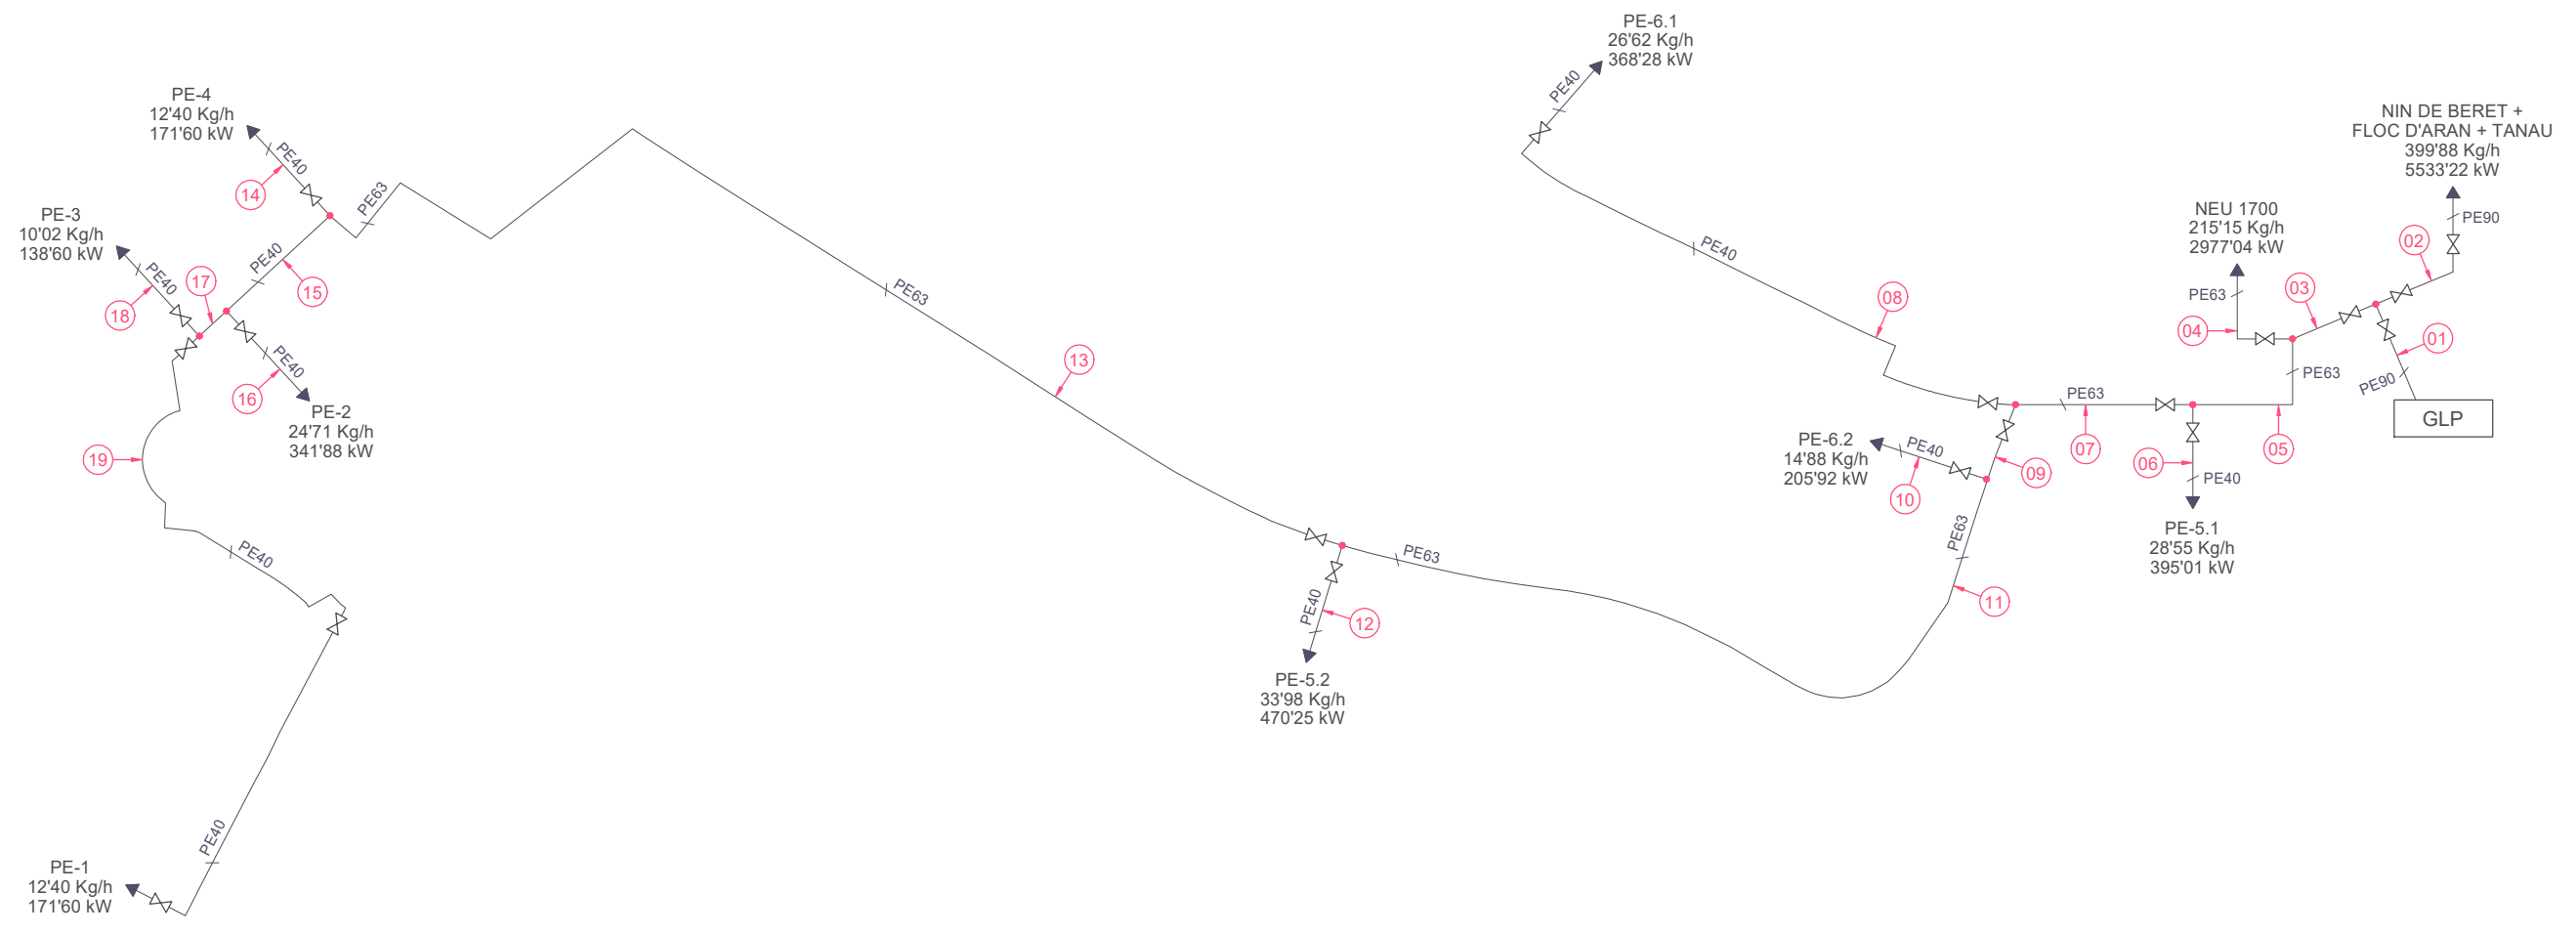 PE-6.1
26'62 Kg/h
368'28 kW
PE40
PE-4
12'40 Kg/h
171'60 kW
PE40
14
PE63
NIN DE BERET +
FLOC D'ARAN + TANAU
399'88 Kg/h
5533'22 kW
PE90
02
NEU 1700
215'15 Kg/h
2977'04 kW
PE63
03
04
01
PE63
PE90
GLP
PE-3
10'02 Kg/h
138'60 kW
PE40
18
17
PE40
15
PE40
16
PE-2
24'71 Kg/h
341'88 kW
PE63
13
PE40
08
PE63
07
05
06
PE40
PE-5.1
28'55 Kg/h
395'01 kW
PE-6.2
14'88 Kg/h
205'92 kW
PE40
10
09
PE63
11
19
PE40
PE63
PE40
12
PE-5.2
33'98 Kg/h
470'25 kW
PE40
PE-1
12'40 Kg/h
171'60 kW